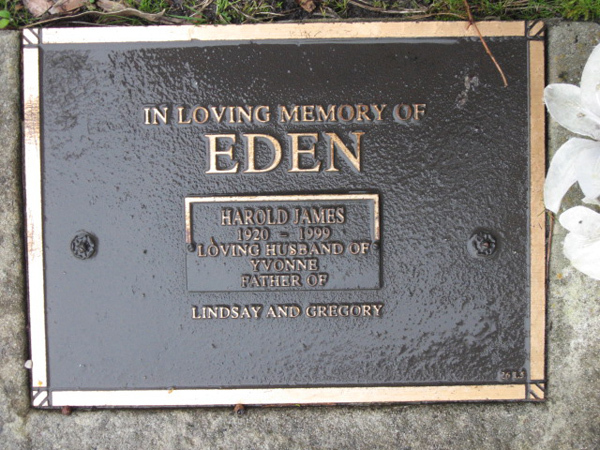 IN LOVING MEMORY OF
EDEN
HAROLD JAMES
1920 - 1999
LOVING HUSBAND OF
YVONNE
FATHER OF
LINDSAY AND GREGORY